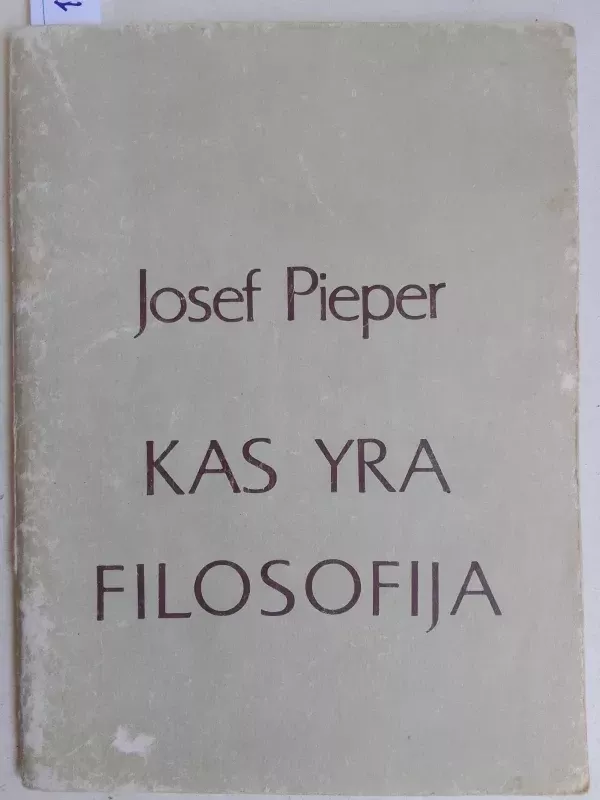 Josef Pieper
KAS YRA
FILOSOFIJA